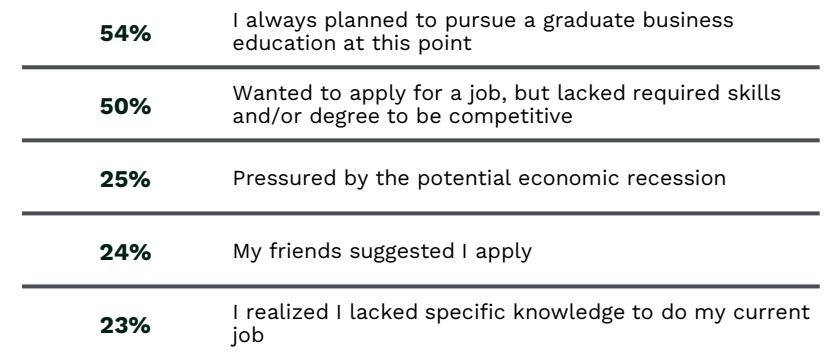 54%
I always planned to pursue a graduate business
education at this point
50%
Wanted to apply for a job, but lacked required skills
and/or degree to be competitive
25%
Pressured by the potential economic recession
24%
My friends suggested I apply
23%
I realized I lacked specific knowledge to do my current
job